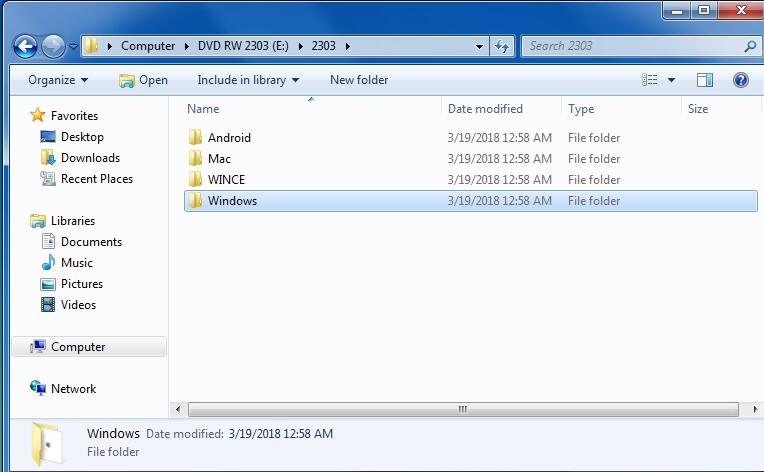 Computer ▸ DVD RW 2303 (E:) ▸ 2303 ▸
Search 2303
Organize Open Include in library New folder
Favorites
Desktop
Downloads
Recent Places
Libraries
Documents
Music
Pictures
Videos
Computer
Network
Name Date modified Type Size
Android 3/19/2018 12:58 AM File folder
Mac 3/19/2018 12:58 AM File folder
WINCE 3/19/2018 12:58 AM File folder
Windows 3/19/2018 12:58 AM File folder
Windows Date modified: 3/19/2018 12:58 AM
File folder